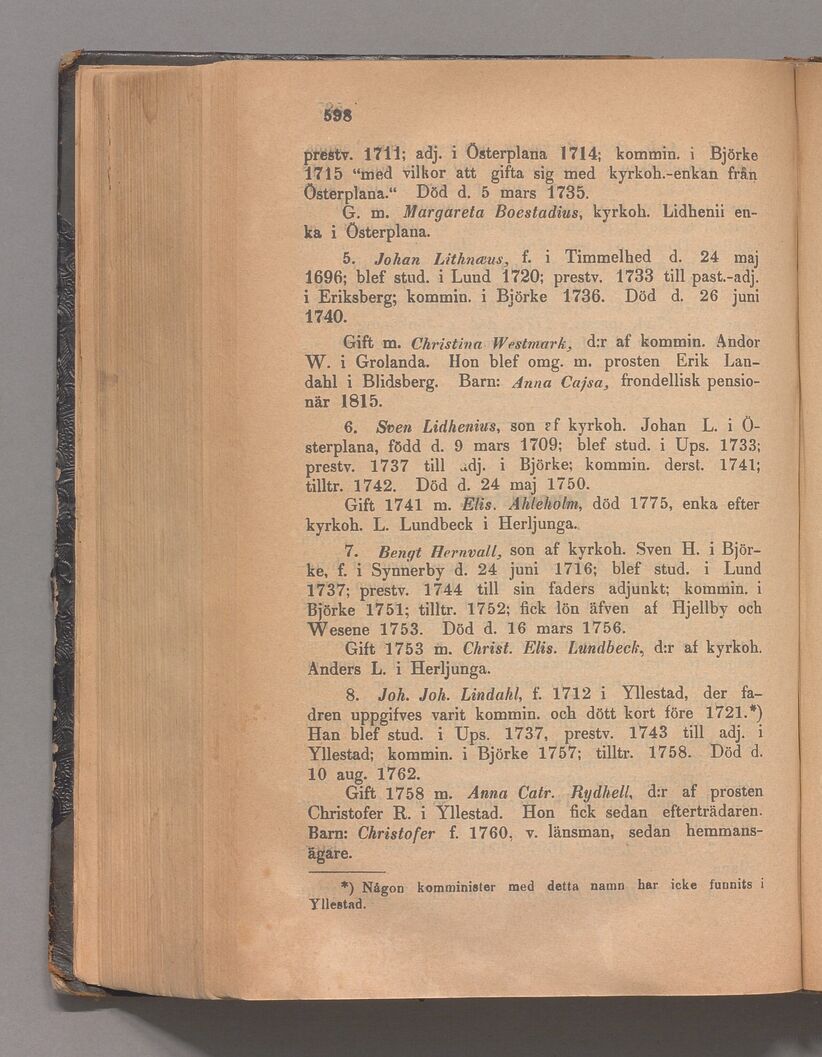 598
prestv. 1711; adj. i Österplana 1714; kommin. i Björke
1715 “med vilkor att gifta sig med kyrkoh.-enkan från
Österplana.“ Död d. 5 mars 1735.
G. m. Margareta Boestadius, kyrkoh. Lidhenii en-
ka i Österplana.
5. Johan Lithnæus, f. i Timmelhed d. 24 maj
1696; blef stud. i Lund 1720; prestv. 1733 till past.-adj.
i Eriksberg; kommin. i Björke 1736. Död d. 26 juni
1740.
Gift m. Christina Westmark, d:r af kommin. Andor
W. i Grolanda. Hon blef omg. m. prosten Erik Lan-
dahl i Blidsberg. Barn: Anna Cajsa, frondellisk pensio-
när 1815.
6. Sven Lidhenius, son af kyrkoh. Johan L. i Ö-
sterplana, född d. 9 mars 1709; blef stud. i Ups. 1733;
prestv. 1737 till adj. i Björke; kommin. derst. 1741;
tilltr. 1742. Död d. 24 maj 1750.
Gift 1741 m. Elis. Ahleholm, död 1775, enka efter
kyrkoh. L. Lundbeck i Herljunga.
7. Bengt Hernvall, son af kyrkoh. Sven H. i Björ-
ke, f. i Synnerby d. 24 juni 1716; blef stud. i Lund
1737; prestv. 1744 till sin faders adjunkt; kommin. i
Björke 1751; tilltr. 1752; fick lön äfven af Hjellby och
Wesene 1753. Död d. 16 mars 1756.
Gift 1753 m. Christ. Elis. Lundbeck, d:r af kyrkoh.
Anders L. i Herljunga.
8. Joh. Joh. Lindahl, f. 1712 i Yllestad, der fa-
dren uppgifves varit kommin. och dött kort före 1721.*)
Han blef stud. i Ups. 1737, prestv. 1743 till adj. i
Yllestad; kommin. i Björke 1757; tilltr. 1758. Död d.
10 aug. 1762.
Gift 1758 m. Anna Catr. Rydhell, d:r af prosten
Christofer R. i Yllestad. Hon fick sedan efterträdaren.
Barn: Christofer f. 1760, v. länsman, sedan hemmans-
ägare.
*) Någon komminister med detta namn har icke funnits i
Yllestad.